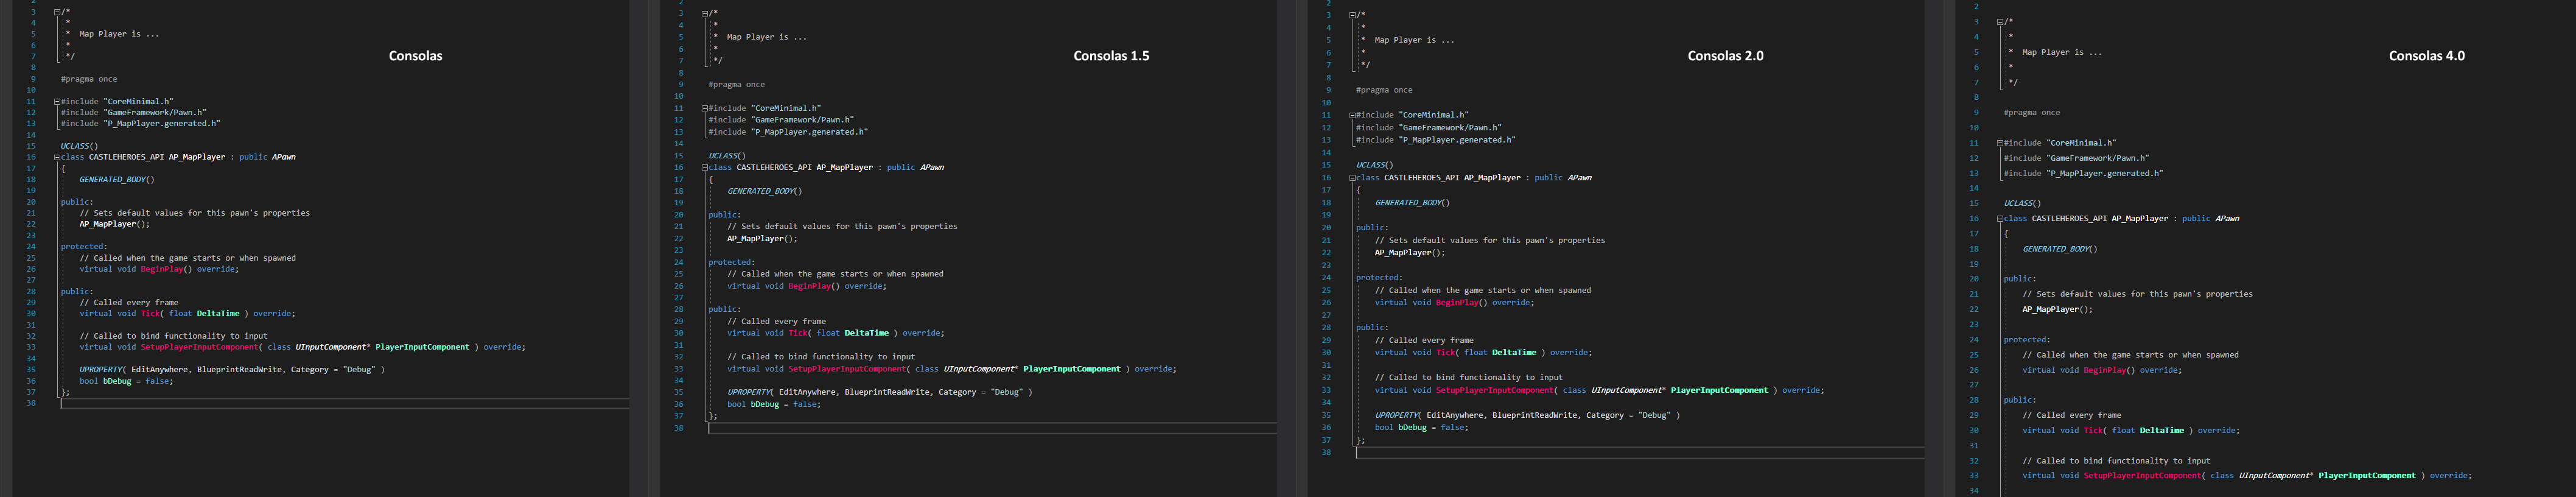 Consolas
2
3 /*
4 *
5 * Map Player is ...
6 *
7 */
8
9 #pragma once
10
11 #include "CoreMinimal.h"
12 #include "GameFramework/Pawn.h"
13 #include "P_MapPlayer.generated.h"
14
15 UCLASS()
16 class CASTLEHEROES_API AP_MapPlayer : public APawn
17 {
18 GENERATED_BODY()
19
20 public:
21 // Sets default values for this pawn's properties
22 AP_MapPlayer();
23
24 protected:
25 // Called when the game starts or when spawned
26 virtual void BeginPlay() override;
27
28 public:
29 // Called every frame
30 virtual void Tick( float DeltaTime ) override;
31
32 // Called to bind functionality to input
33 virtual void SetupPlayerInputComponent( class UInputComponent* PlayerInputComponent ) override;
34
35 UPROPERTY( EditAnywhere, BlueprintReadWrite, Category = "Debug" )
36 bool bDebug = false;
37 };
38
Consolas 1.5
2
3 /*
4 *
5 * Map Player is ...
6 *
7 */
8
9 #pragma once
10
11 #include "CoreMinimal.h"
12 #include "GameFramework/Pawn.h"
13 #include "P_MapPlayer.generated.h"
14
15 UCLASS()
16 class CASTLEHEROES_API AP_MapPlayer : public APawn
17 {
18 GENERATED_BODY()
19
20 public:
21 // Sets default values for this pawn's properties
22 AP_MapPlayer();
23
24 protected:
25 // Called when the game starts or when spawned
26 virtual void BeginPlay() override;
27
28 public:
29 // Called every frame
30 virtual void Tick( float DeltaTime ) override;
31
32 // Called to bind functionality to input
33 virtual void SetupPlayerInputComponent( class UInputComponent* PlayerInputComponent ) override;
34
35 UPROPERTY( EditAnywhere, BlueprintReadWrite, Category = "Debug" )
36 bool bDebug = false;
37 };
38
Consolas 2.0
2
3 /*
4 *
5 * Map Player is ...
6 *
7 */
8
9 #pragma once
10
11 #include "CoreMinimal.h"
12 #include "GameFramework/Pawn.h"
13 #include "P_MapPlayer.generated.h"
14
15 UCLASS()
16 class CASTLEHEROES_API AP_MapPlayer : public APawn
17 {
18 GENERATED_BODY()
19
20 public:
21 // Sets default values for this pawn's properties
22 AP_MapPlayer();
23
24 protected:
25 // Called when the game starts or when spawned
26 virtual void BeginPlay() override;
27
28 public:
29 // Called every frame
30 virtual void Tick( float DeltaTime ) override;
31
32 // Called to bind functionality to input
33 virtual void SetupPlayerInputComponent( class UInputComponent* PlayerInputComponent ) override;
34
35 UPROPERTY( EditAnywhere, BlueprintReadWrite, Category = "Debug" )
36 bool bDebug = false;
37 };
38
Consolas 4.0
2
3 /*
4 *
5 * Map Player is ...
6 *
7 */
8
9 #pragma once
10
11 #include "CoreMinimal.h"
12 #include "GameFramework/Pawn.h"
13 #include "P_MapPlayer.generated.h"
14
15 UCLASS()
16 class CASTLEHEROES_API AP_MapPlayer : public APawn
17 {
18 GENERATED_BODY()
19
20 public:
21 // Sets default values for this pawn's properties
22 AP_MapPlayer();
23
24 protected:
25 // Called when the game starts or when spawned
26 virtual void BeginPlay() override;
27
28 public:
29 // Called every frame
30 virtual void Tick( float DeltaTime ) override;
31
32 // Called to bind functionality to input
33 virtual void SetupPlayerInputComponent( class UInputComponent* PlayerInputComponent ) override;
34